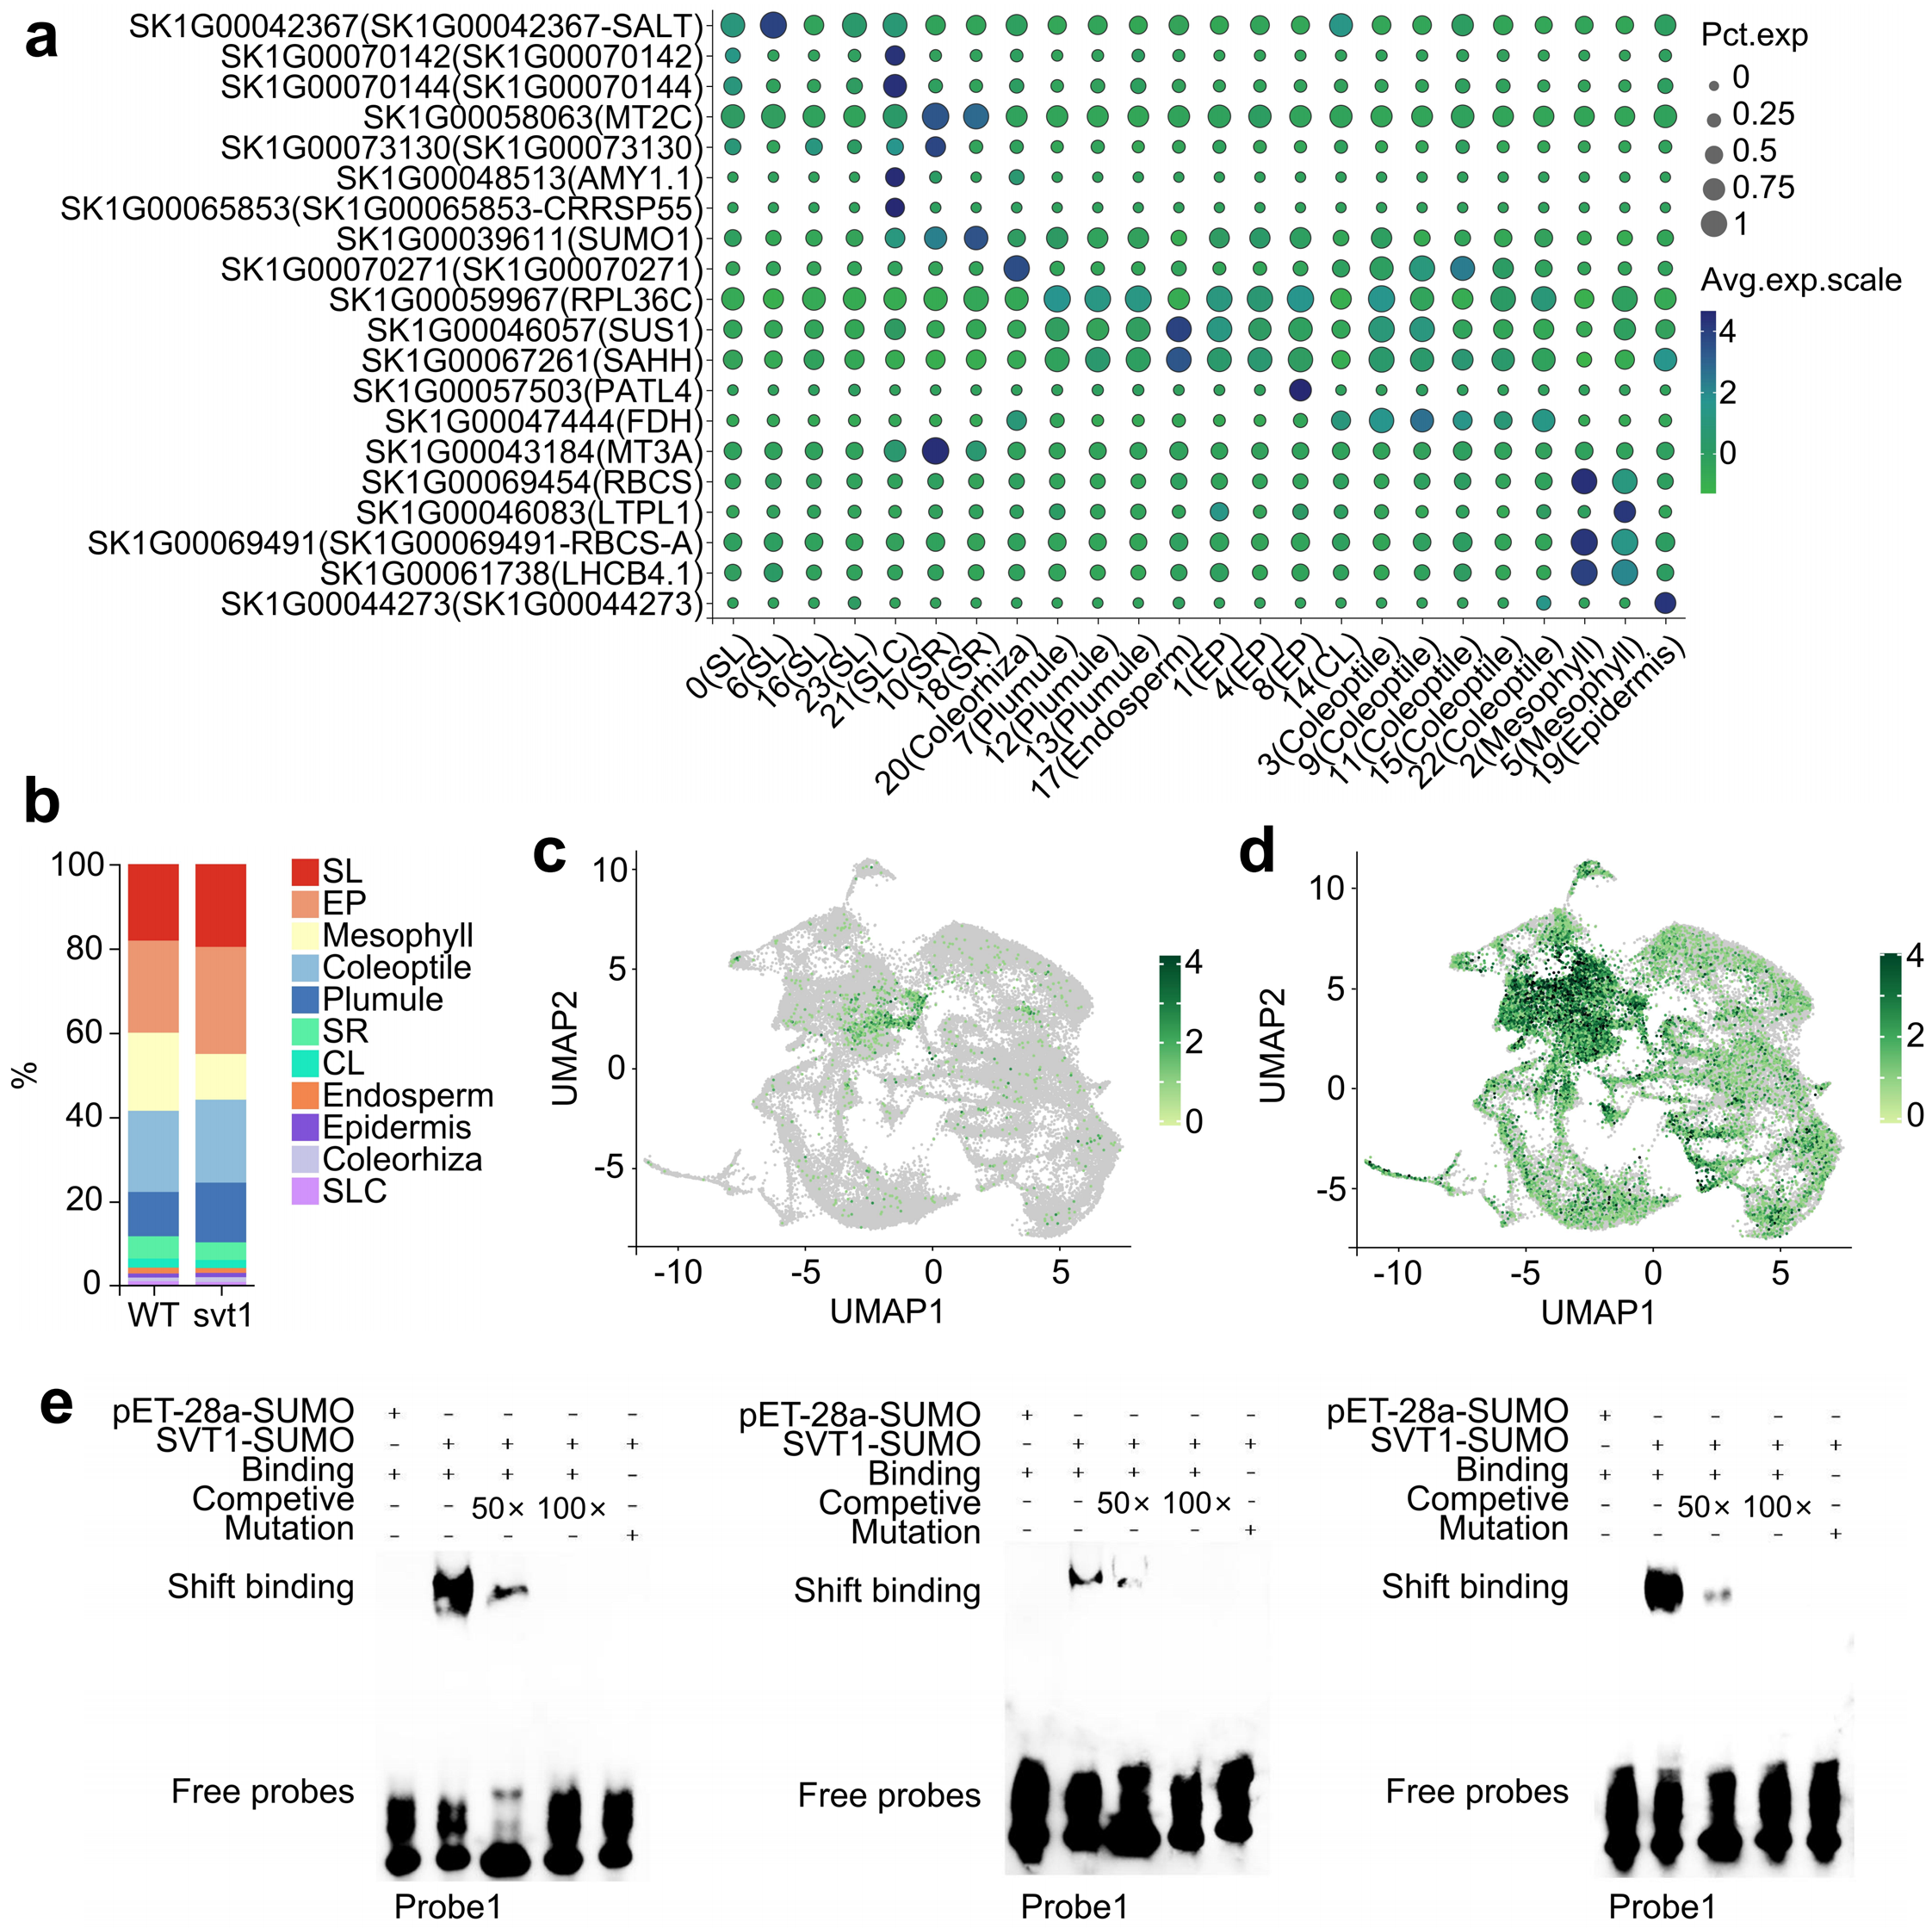 a
SK1G00042367(SK1G00042367-SALT)
SK1G00070142(SK1G00070142)
SK1G00070144(SK1G00070144)
SK1G00058063(MT2C)
SK1G00073130(SK1G00073130)
SK1G00048513(AMY1.1)
SK1G00065853(SK1G00065853-CRRSP55)
SK1G00039611(SUMO1)
SK1G00070271(SK1G00070271)
SK1G00059967(RPL36C)
SK1G00046057(SUS1)
SK1G00067261(SAHH)
SK1G00057503(PATL4)
SK1G00047444(FDH)
SK1G00043184(MT3A)
SK1G00069454(RBCS)
SK1G00046083(LTPL1)
SK1G00069491(SK1G00069491-RBCS-A)
SK1G00061738(LHCB4.1)
SK1G00044273(SK1G00044273)
0(SL)
6(SL)
16(SL)
23(SL)
21(SLC)
10(SR)
18(SR)
20(Coleorhiza)
7(Plumule)
12(Plumule)
13(Plumule)
17(Endosperm)
1(EP)
4(EP)
8(EP)
14(CL)
3(Coleoptile)
9(Coleoptile)
11(Coleoptile)
15(Coleoptile)
22(Coleoptile)
2(Mesophyll)
5(Mesophyll)
19(Epidermis)
Pct.exp
0
0.25
0.5
0.75
1
Avg.exp.scale
4
2
0
b
100
80
60
40
20
0
%
WT svt1
SL
EP
Mesophyll
Coleoptile
Plumule
SR
CL
Endosperm
Epidermis
Coleorhiza
SLC
c
10
5
0
-5
UMAP2
-10 -5 0 5
UMAP1
4
2
0
d
10
5
0
-5
UMAP2
-10 -5 0 5
UMAP1
4
2
0
e
pET-28a-SUMO + - - - -
SVT1-SUMO - + + + +
Binding + + + + -
Competive - - 50× 100× -
Mutation - - - - +
Shift binding
Free probes
Probe1
pET-28a-SUMO + - - - -
SVT1-SUMO - + + + +
Binding + + + + -
Competive - - 50× 100× -
Mutation - - - - +
Shift binding
Free probes
Probe1
pET-28a-SUMO + - - - -
SVT1-SUMO - + + + +
Binding + + + + -
Competive - - 50× 100× -
Mutation - - - - +
Shift binding
Free probes
Probe1